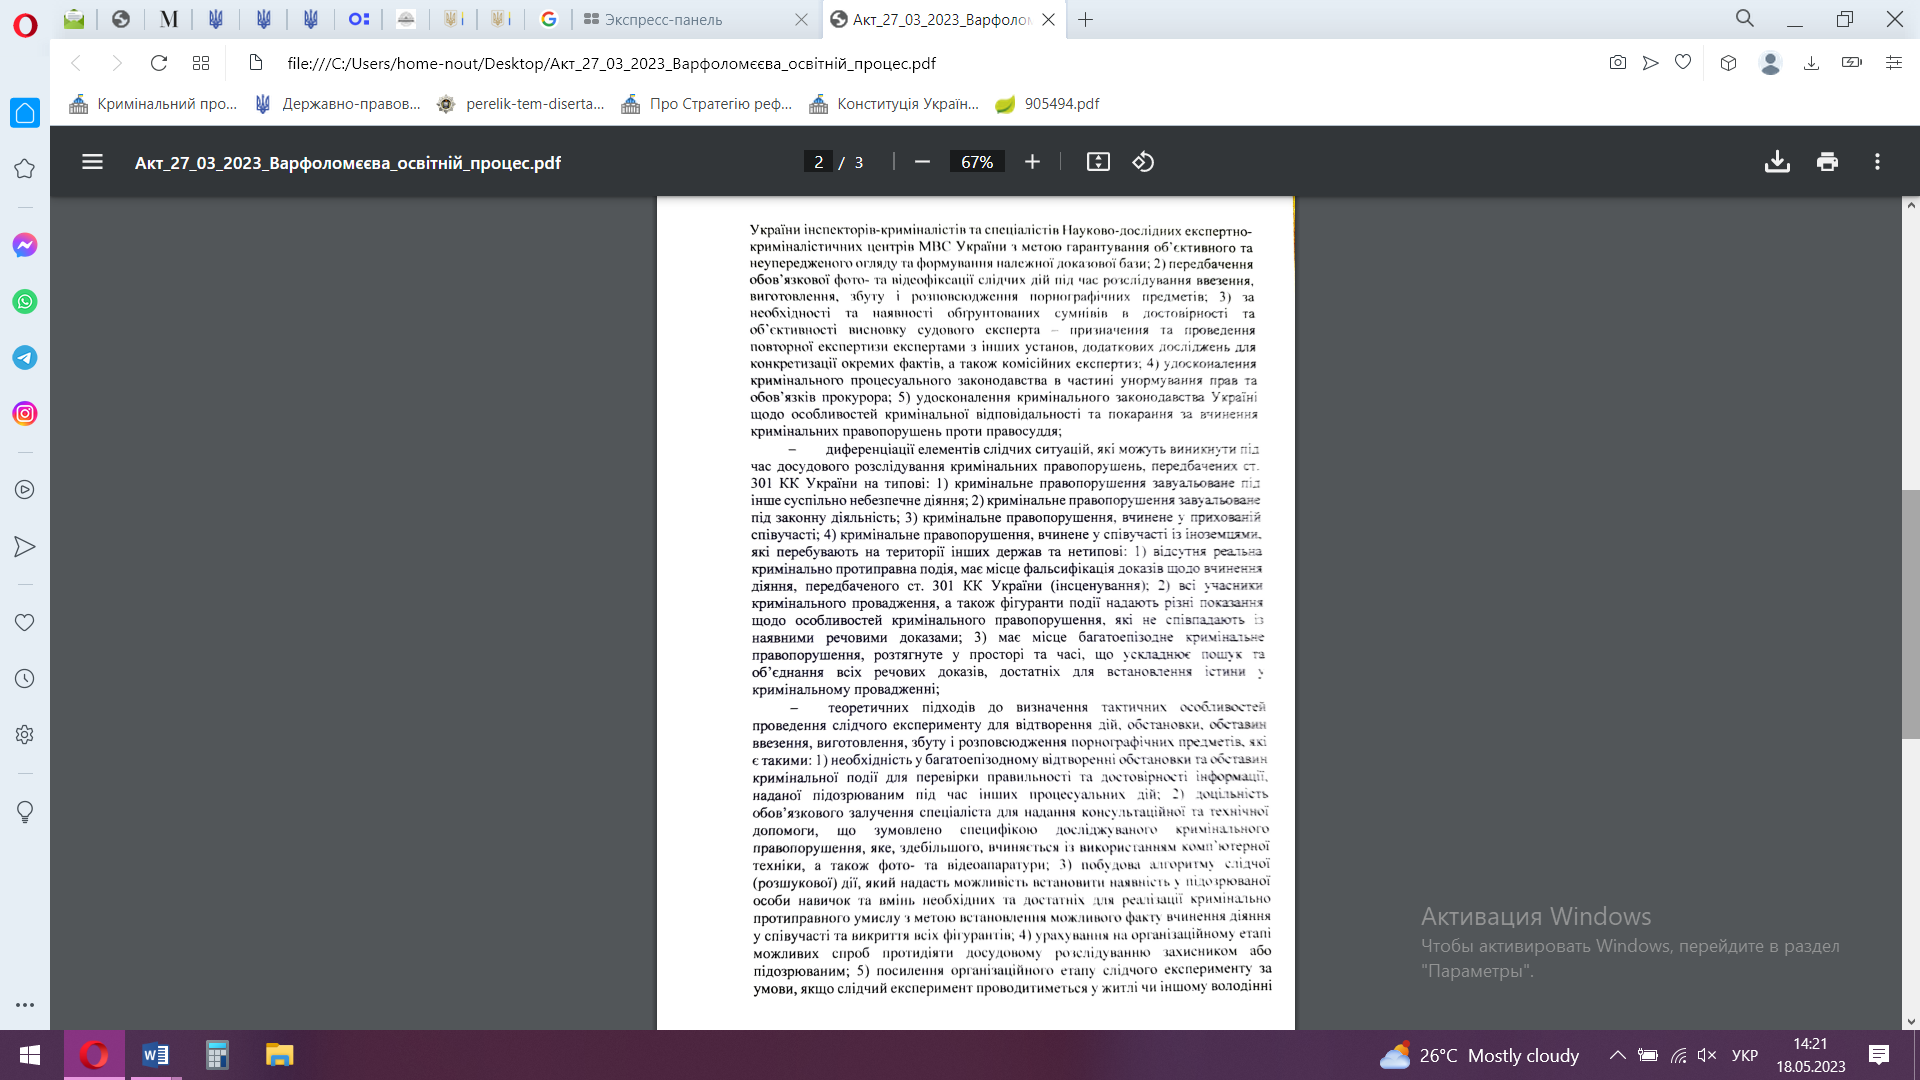 Экспресс-панель
Акт_27_03_2023_Варфолом
file:///C:/Users/home-nout/Desktop/Акт_27_03_2023_Варфоломєєва_освітній_процес.pdf
Кримінальний про...
Державно-правов...
perelik-tem-diserta...
Про Стратегію реф...
Конституція Україн...
905494.pdf
Акт_27_03_2023_Варфоломєєва_освітній_процес.pdf
2 / 3
67%
України інспекторів-криміналістів та спеціалістів Науково-дослідних експертно-
криміналістичних центрів МВС України з метою гарантування об’єктивного та
неупередженого огляду та формування належної доказової бази; 2) передбачення
обов’язкової фото- та відеофіксації слідчих дій під час розслідування ввезення,
виготовлення, збуту і розповсюдження порнографічних предметів; 3) за
необхідності та наявності обґрунтованих сумнівів в достовірності та
об’єктивності висновку судового експерта – призначення та проведення
повторної експертизи експертами з інших установ, додаткових досліджень для
конкретизації окремих фактів, а також комісійних експертиз; 4) удосконалення
кримінального процесуального законодавства в частині унормування прав та
обов’язків прокурора; 5) удосконалення кримінального законодавства Україні
щодо особливостей кримінальної відповідальності та покарання за вчинення
кримінальних правопорушень проти правосуддя;
– диференціації елементів слідчих ситуацій, які можуть виникнути під
час досудового розслідування кримінальних правопорушень, передбачених ст.
301 КК України на типові: 1) кримінальне правопорушення завуальоване під
інше суспільно небезпечне діяння; 2) кримінальне правопорушення завуальоване
під законну діяльність; 3) кримінальне правопорушення, вчинене у прихованій
співучасті; 4) кримінальне правопорушення, вчинене у співучасті із іноземцями,
які перебувають на території інших держав та нетипові: 1) відсутня реальна
кримінально протиправна подія, має місце фальсифікація доказів щодо вчинення
діяння, передбаченого ст. 301 КК України (інсценування); 2) всі учасники
кримінального провадження, а також фігуранти події надають різні показання
щодо особливостей кримінального правопорушення, які не співпадають із
наявними речовими доказами; 3) має місце багатоепізодне кримінальне
правопорушення, розтягнуте у просторі та часі, що ускладнює пошук та
об’єднання всіх речових доказів, достатніх для встановлення істини у
кримінальному провадженні;
– теоретичних підходів до визначення тактичних особливостей
проведення слідчого експерименту для відтворення дій, обстановки, обставин
ввезення, виготовлення, збуту і розповсюдження порнографічних предметів, які
є такими: 1) необхідність у багатоепізодному відтворенні обстановки та обставин
кримінальної події для перевірки правильності та достовірності інформації,
наданої підозрюваним під час інших процесуальних дій; 2) доцільність
обов’язкового залучення спеціаліста для надання консультаційної та технічної
допомоги, що зумовлено специфікою досліджуваного кримінального
правопорушення, яке, здебільшого, вчиняється із використанням комп’ютерної
техніки, а також фото- та відеоапаратури; 3) побудова алгоритму слідчої
(розшукової) дії, який надасть можливість встановити наявність у підозрюваної
особи навичок та вмінь необхідних та достатніх для реалізації кримінально
протиправного умислу з метою встановлення можливого факту вчинення діяння
у співучасті та викриття всіх фігурантів; 4) урахування на організаційному етапі
можливих спроб протидіяти досудовому розслідуванню захисником або
підозрюваним; 5) посилення організаційного етапу слідчого експерименту за
умови, якщо слідчий експеримент проводитиметься у житлі чи іншому володінні
Активация Windows
Чтобы активировать Windows, перейдите в раздел
"Параметры".
26°C Mostly cloudy
УКР
14:21
18.05.2023